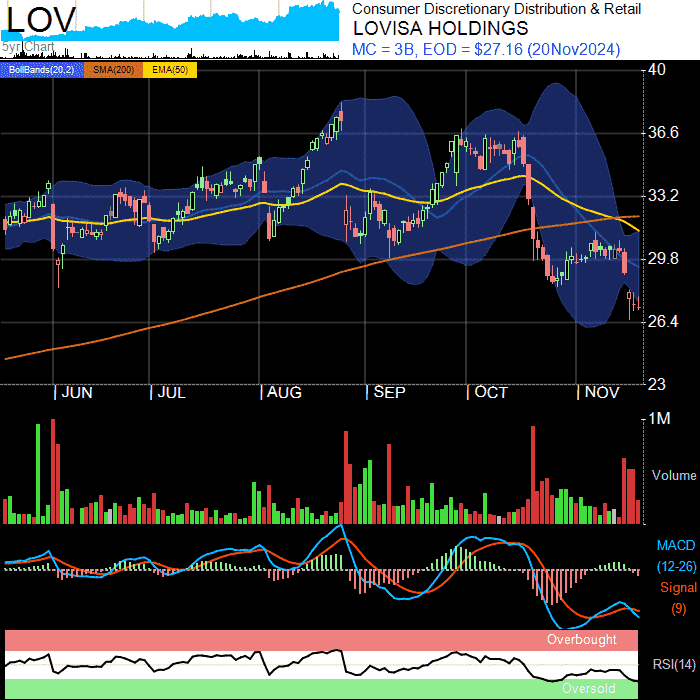 LOV
5yr Chart
Consumer Discretionary Distribution & Retail
LOVISA HOLDINGS
MC = 3B, EOD = $27.16 (20Nov2024)
BollBands(20,2) SMA(200) EMA(50)
40
36.6
33.2
29.8
26.4
23
JUN JUL AUG SEP OCT NOV
1M
Volume
MACD
(12-26)
Signal
(9)
Overbought
RSI(14)
Oversold